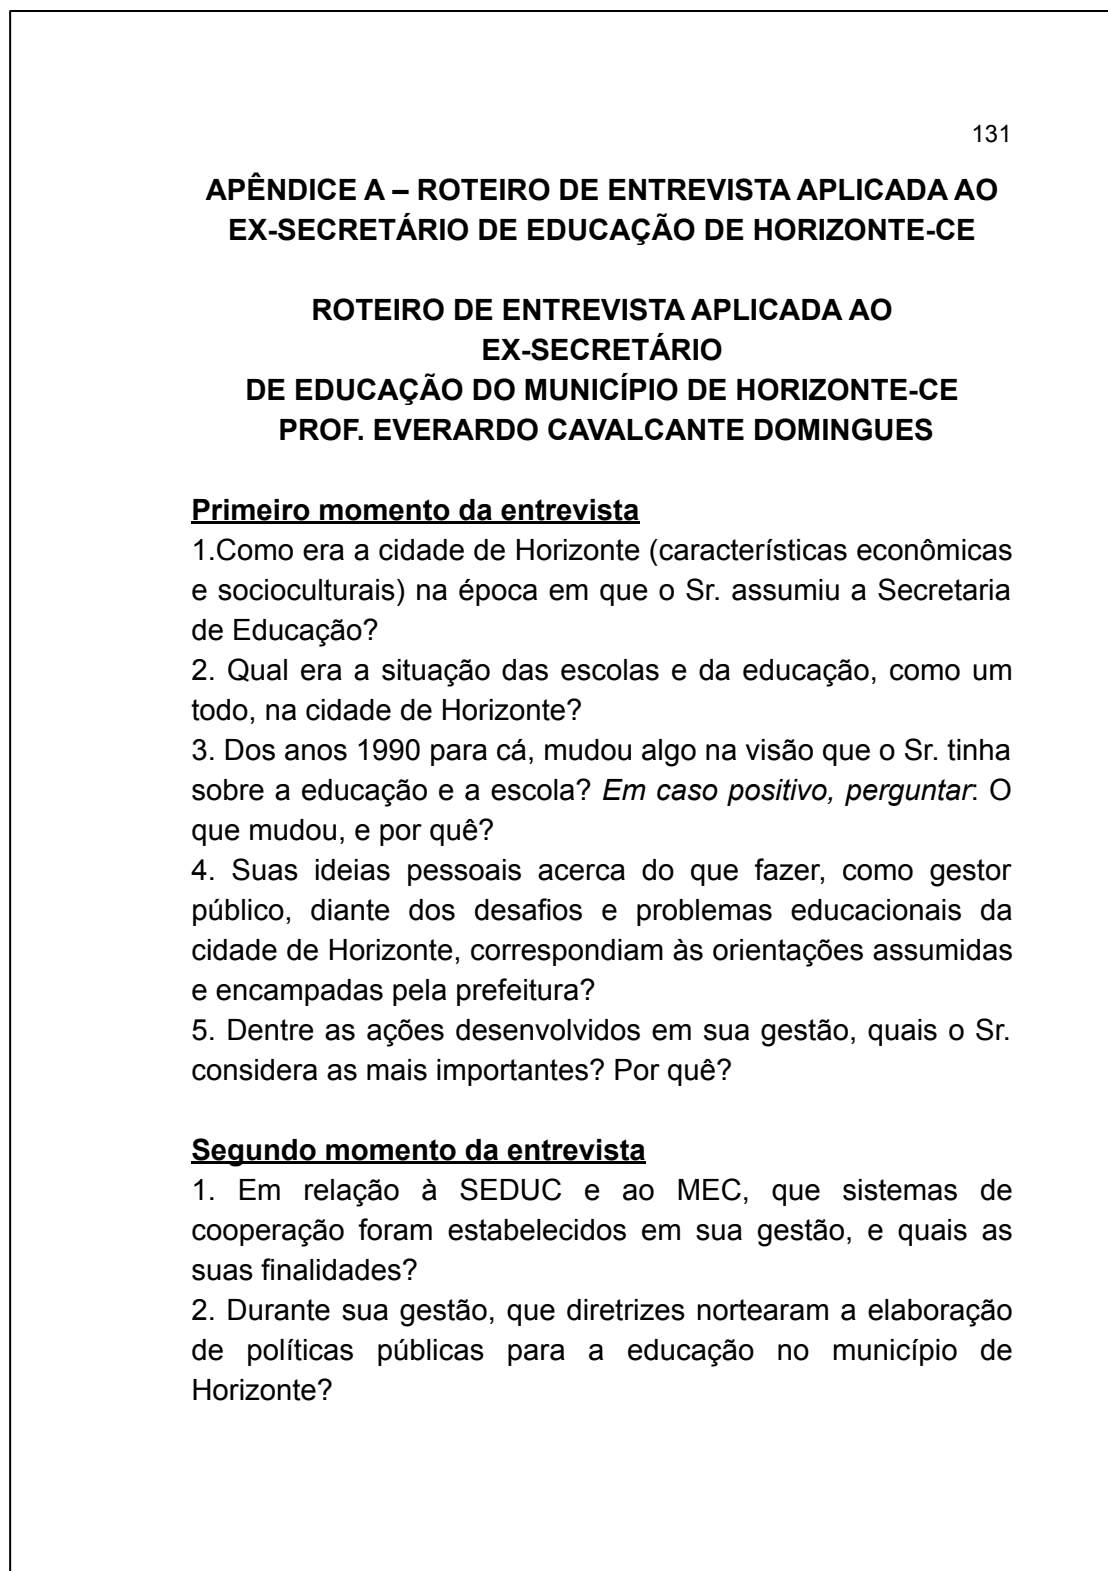 131
APÊNDICE A – ROTEIRO DE ENTREVISTA APLICADA AO
EX-SECRETÁRIO DE EDUCAÇÃO DE HORIZONTE-CE
ROTEIRO DE ENTREVISTA APLICADA AO
EX-SECRETÁRIO
DE EDUCAÇÃO DO MUNICÍPIO DE HORIZONTE-CE
PROF. EVERARDO CAVALCANTE DOMINGUES
Primeiro momento da entrevista
1.Como era a cidade de Horizonte (características econômicas
e socioculturais) na época em que o Sr. assumiu a Secretaria
de Educação?
2. Qual era a situação das escolas e da educação, como um
todo, na cidade de Horizonte?
3. Dos anos 1990 para cá, mudou algo na visão que o Sr. tinha
sobre a educação e a escola? Em caso positivo, perguntar: O
que mudou, e por quê?
4. Suas ideias pessoais acerca do que fazer, como gestor
público, diante dos desafios e problemas educacionais da
cidade de Horizonte, correspondiam às orientações assumidas
e encampadas pela prefeitura?
5. Dentre as ações desenvolvidos em sua gestão, quais o Sr.
considera as mais importantes? Por quê?
Segundo momento da entrevista
1. Em relação à SEDUC e ao MEC, que sistemas de
cooperação foram estabelecidos em sua gestão, e quais as
suas finalidades?
2. Durante sua gestão, que diretrizes nortearam a elaboração
de políticas públicas para a educação no município de
Horizonte?